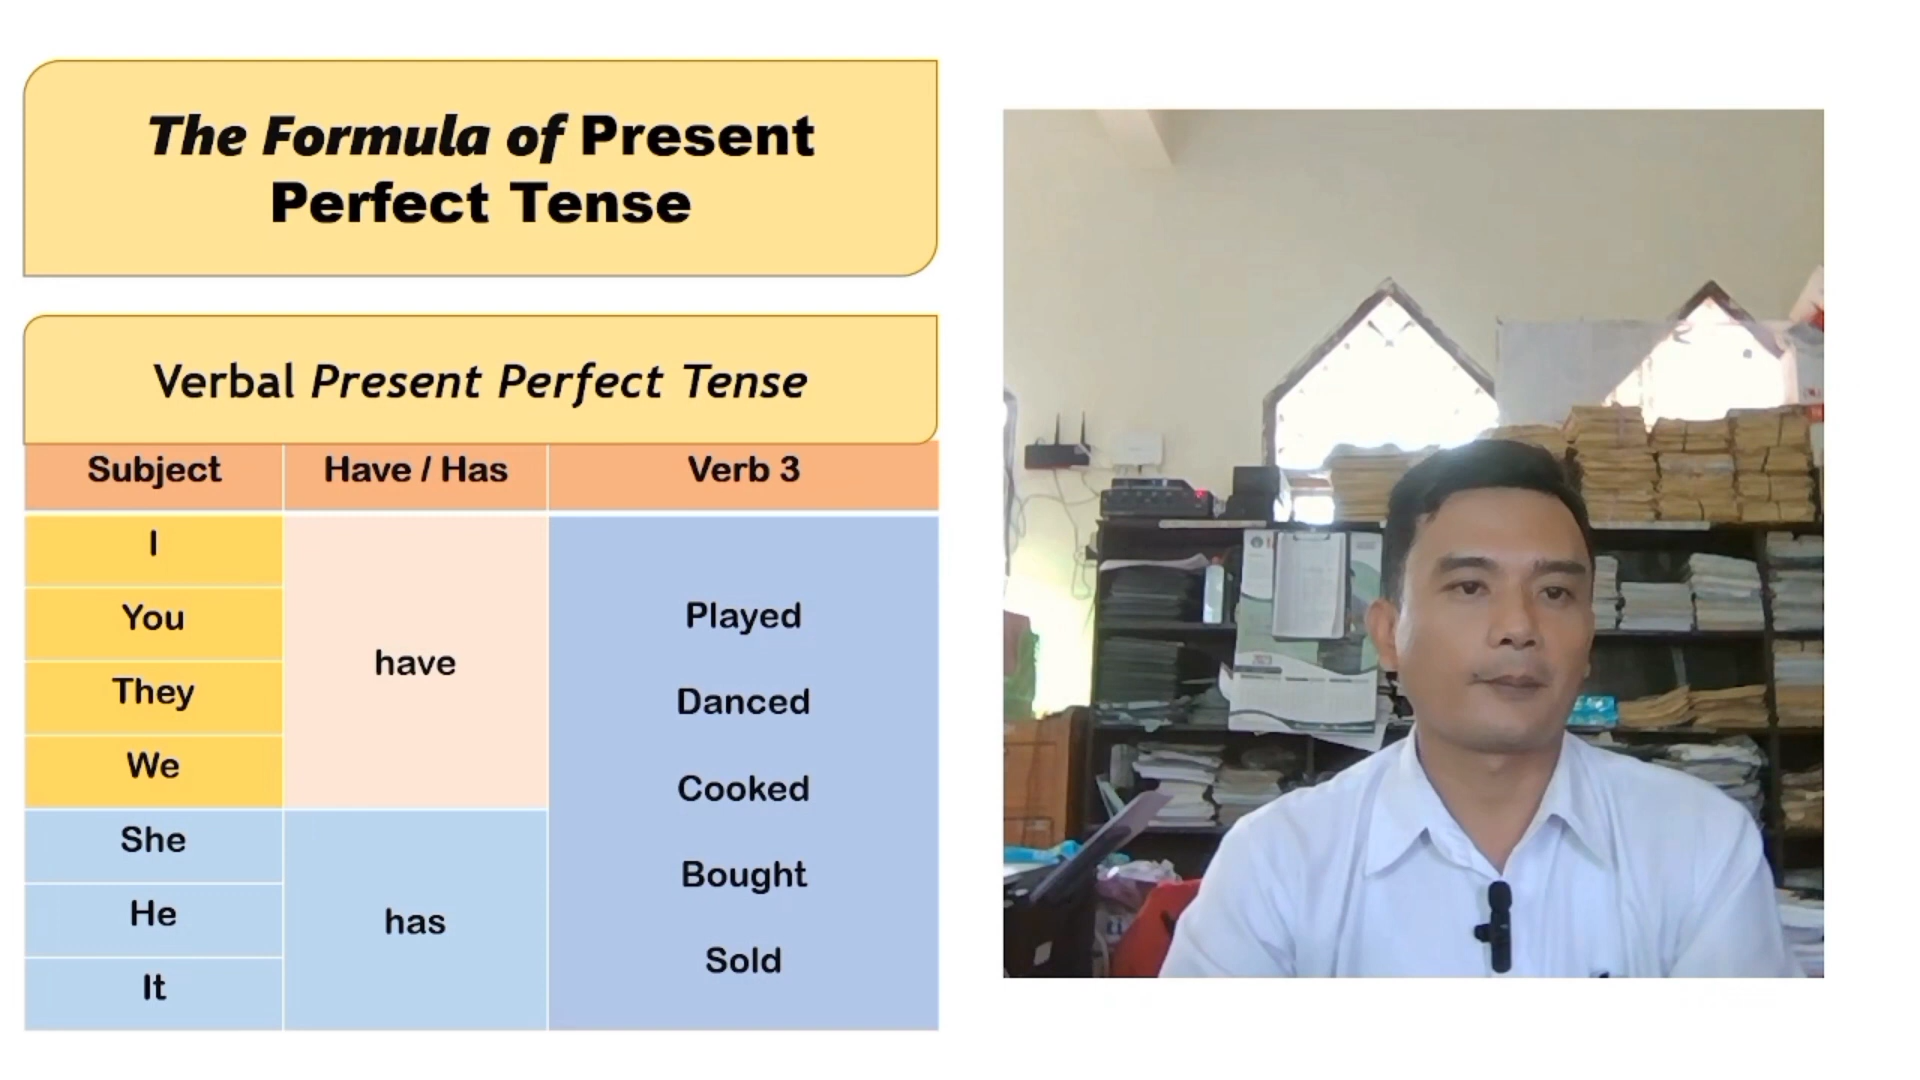 The Formula of Present
Perfect Tense
Verbal Present Perfect Tense
Subject Have / Has Verb 3
I
You
They
We
have
She
He
It
has
Played
Danced
Cooked
Bought
Sold